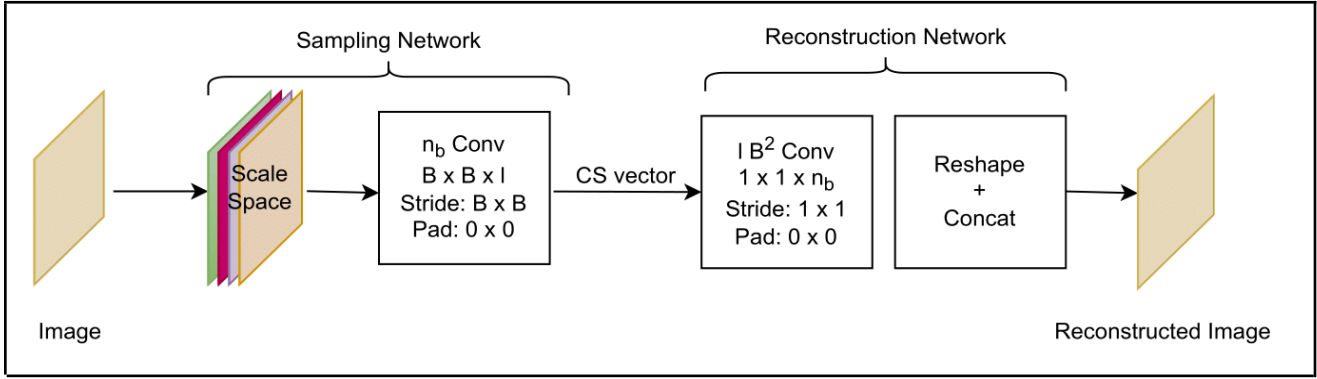 Sampling Network
Reconstruction Network
Scale
Space
n_b Conv
B x B x l
Stride: B x B
Pad: 0 x 0
CS vector
l B² Conv
1 x 1 x n_b
Stride: 1 x 1
Pad: 0 x 0
Reshape
+
Concat
Image
Reconstructed Image